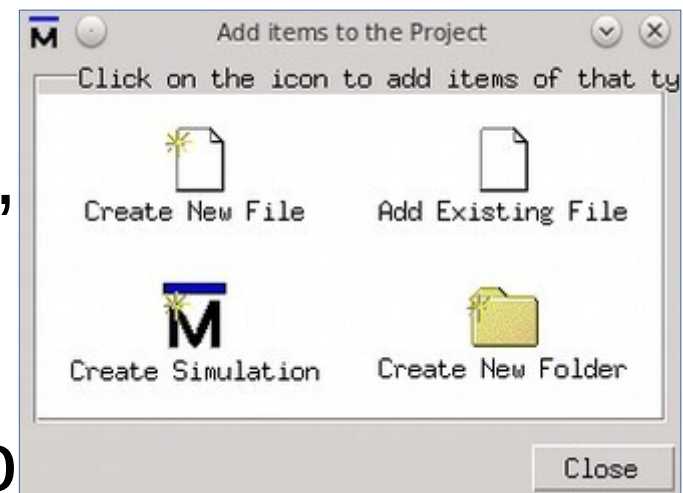 M Add items to the Project
Click on the icon to add items of that ty
,
Create New File Add Existing File
M
Create Simulation Create New Folder
Close